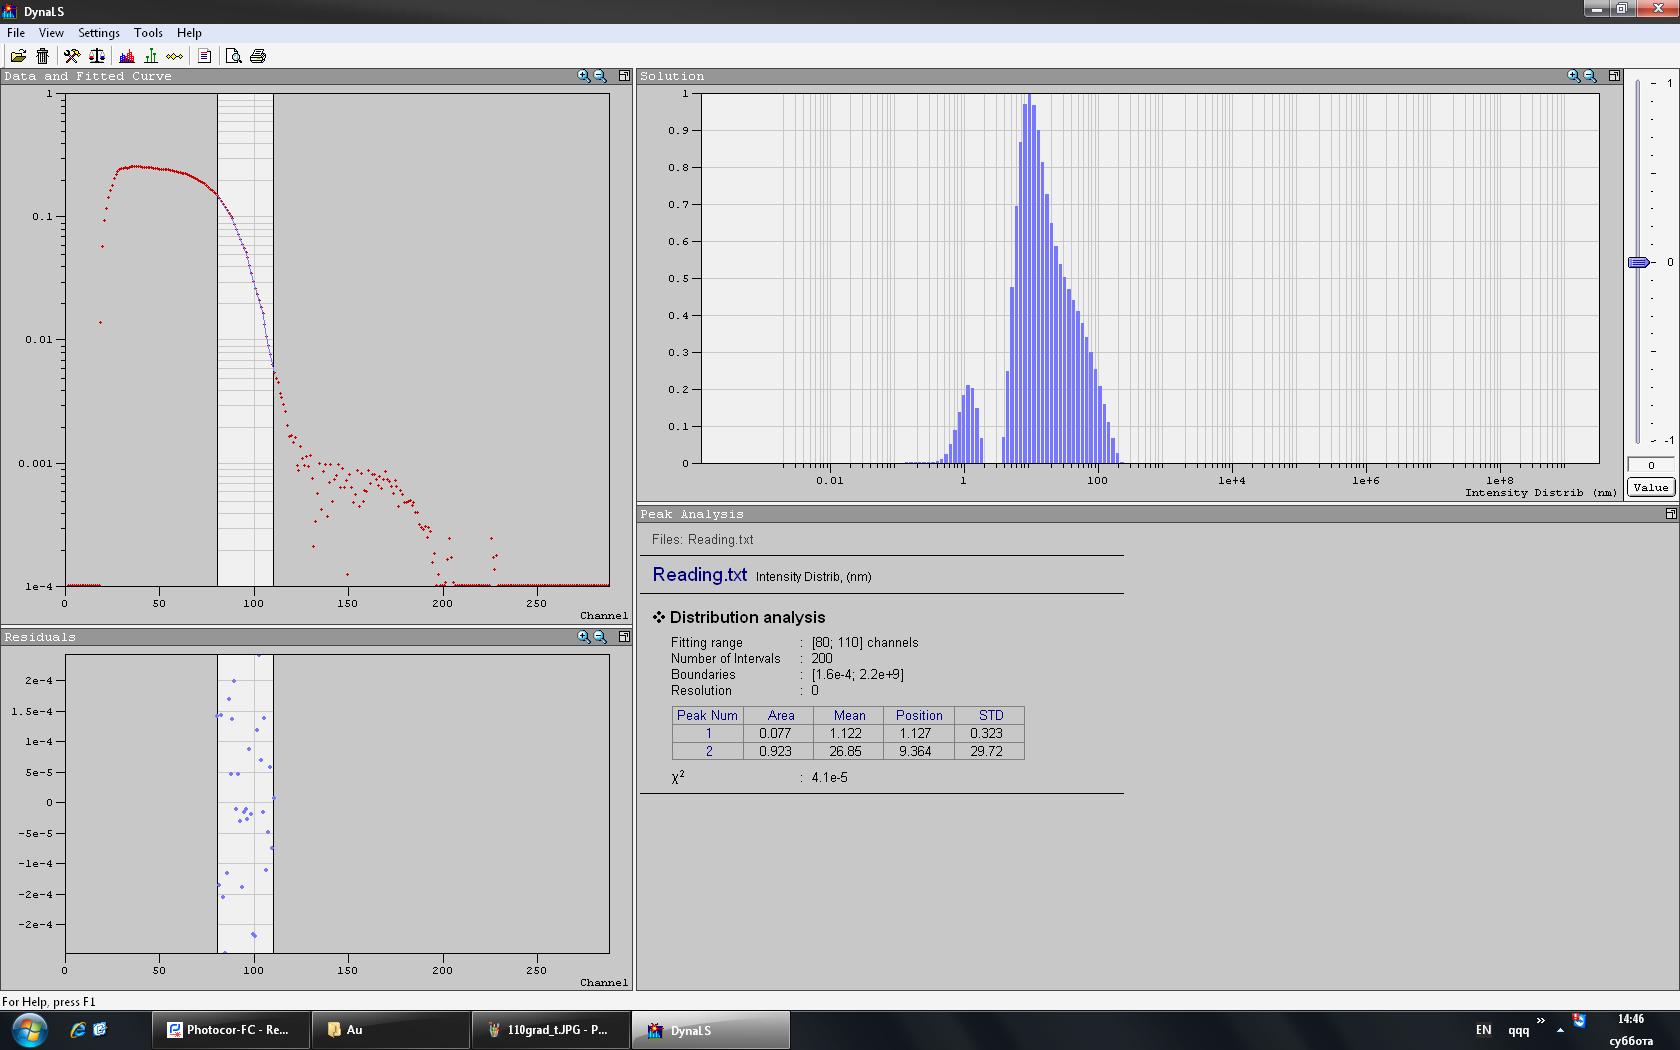 DynaLS
File View Settings Tools Help
Data and Fitted Curve
1
0.1
0.01
0.001
1e-4
0 50 100 150 200 250
Channel
Residuals
2e-4
1.5e-4
1e-4
5e-5
0
-5e-5
-1e-4
-2e-4
-2e-4
0 50 100 150 200 250
Channel
Solution
1
0.9
0.8
0.7
0.6
0.5
0.4
0.3
0.2
0.1
0
0.01 1 100 1e+4 1e+6 1e+8
Intensity Distrib (nm)
1
0
-1
0
Value
Peak Analysis
Files: Reading.txt
Reading.txt Intensity Distrib, (nm)
Distribution analysis
Fitting range : [80; 110] channels
Number of Intervals : 200
Boundaries : [1.6e-4; 2.2e+9]
Resolution : 0
Peak Num Area Mean Position STD
1 0.077 1.122 1.127 0.323
2 0.923 26.85 9.364 29.72
χ2 : 4.1e-5
For Help, press F1
Photocor-FC - Re...
Au
110grad_t.JPG - P...
DynaLS
EN qqq
14:46
суббота